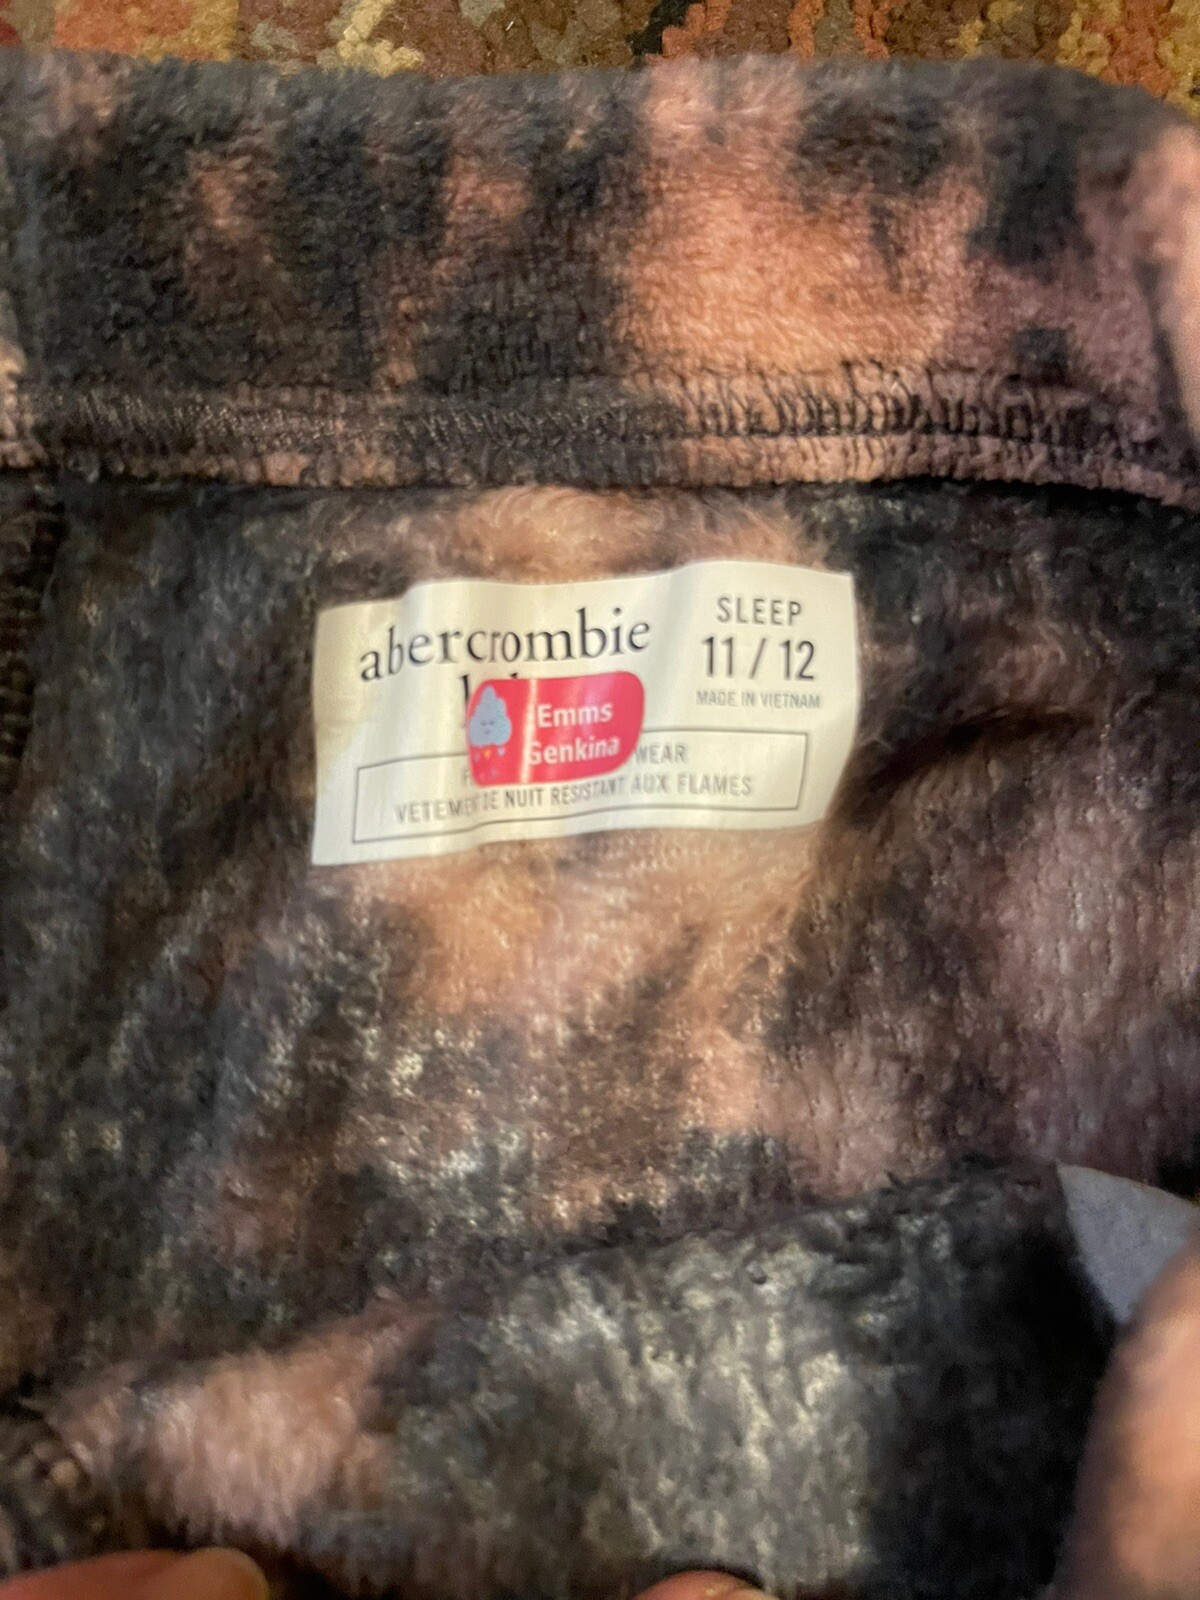 abercrombie
SLEEP
11 / 12
MADE IN VIETNAM
Emms
Genkina
WEAR
VETEMENT DE NUIT RESISTANT AUX FLAMES